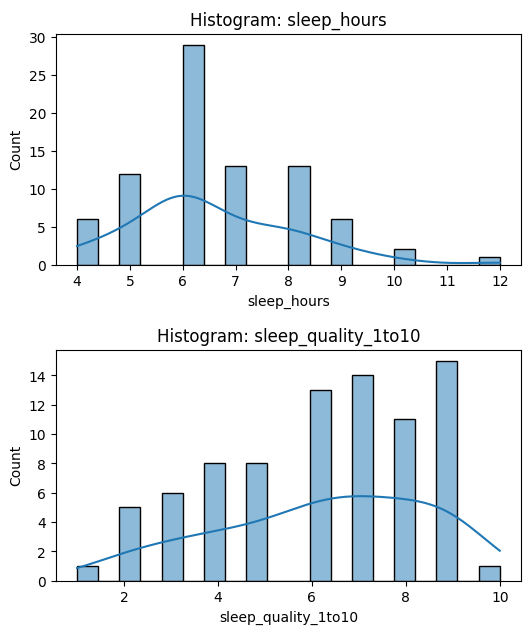 Histogram: sleep_hours
30
25
20
15
10
5
0
Count
4 5 6 7 8 9 10 11 12
sleep_hours
Histogram: sleep_quality_1to10
14
12
10
8
6
4
2
0
Count
2 4 6 8 10
sleep_quality_1to10